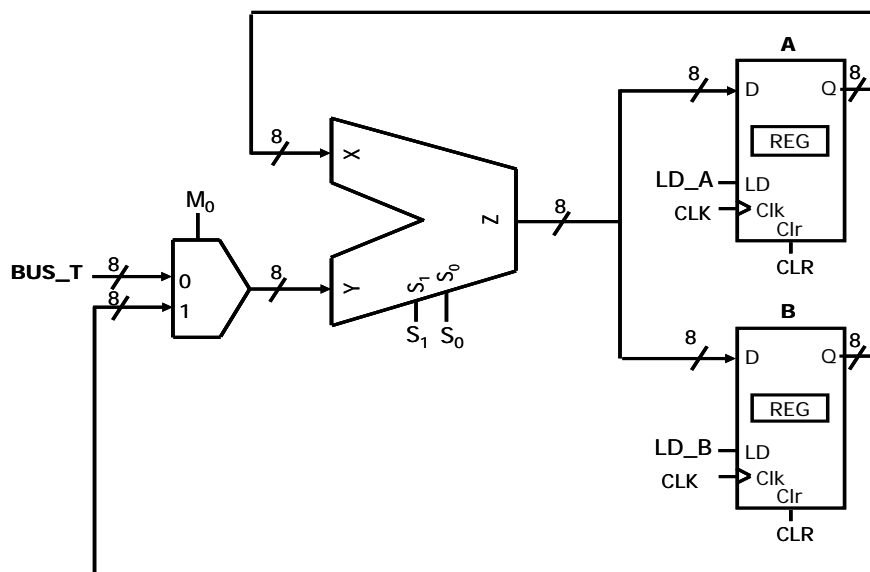 A
8
8
8
D
Q
8
X
REG
LD_A
LD
M₀
8
Z
CLK
Clk
Clr
BUS_T
8
0
8
CLR
8
1
Y
S₁
S₀
B
S₁
S₀
8
8
D
Q
REG
LD_B
LD
CLK
Clk
Clr
CLR